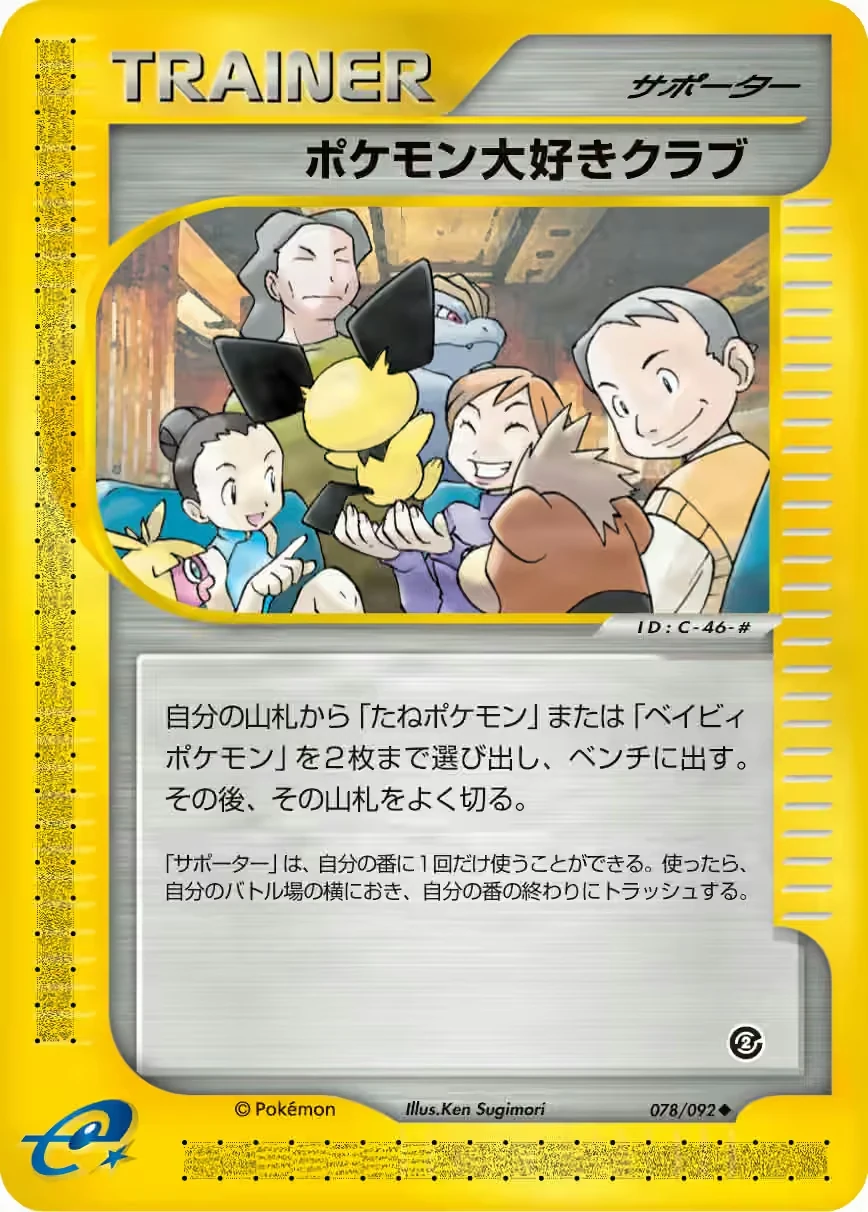 TRAINER
サポーター
ポケモン大好きクラブ
ID:C-46-#
自分の山札から「たねポケモン」または「ベイビィ
ポケモン」を2枚まで選び出し、ベンチに出す。
その後、その山札をよく切る。
「サポーター」は、自分の番に1回だけ使うことができる。使ったら、
自分のバトル場の横におき、自分の番の終わりにトラッシュする。
2
© Pokémon
Illus.Ken Sugimori
078/092◆
e